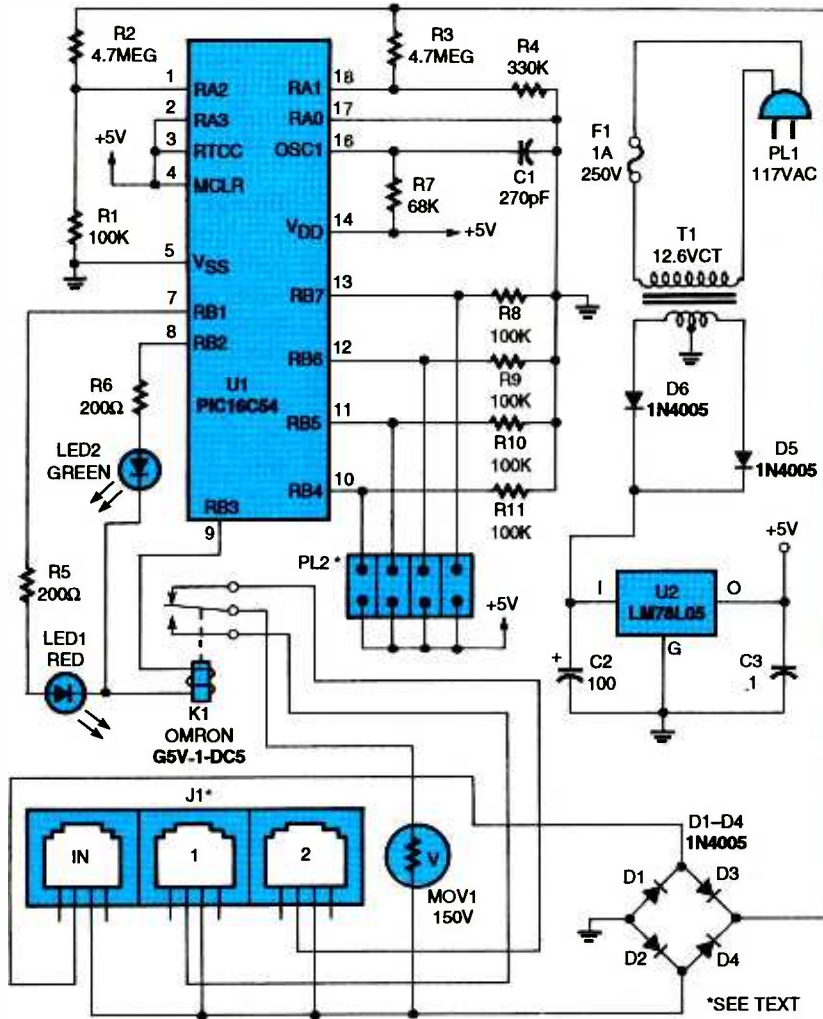 R2
4.7MEG
R3
4.7MEG
R4
330K
1
RA2
RA1
18
2
RA3
RA0
17
+5V
3
RTCC
OSC1
16
4
MCLR
C1
270pF
R7
68K
R1
100K
VDD
14
+5V
5
VSS
7
RB1
RB7
13
8
RB2
R8
100K
RB6
12
R6
200Ω
U1
PIC16C54
R9
100K
RB5
11
LED2
GREEN
R10
100K
RB4
10
RB3
9
R11
100K
F1
1A
250V
PL1
117VAC
T1
12.6VCT
D6
1N4005
D5
1N4005
+5V
I
U2
LM78L05
O
G
+
C2
100
C3
.1
PL2 *
+5V
R5
200Ω
LED1
RED
K1
OMRON
G5V-1-DC5
J1*
IN
1
2
V
MOV1
150V
D1–D4
1N4005
D1
D3
D2
D4
*SEE TEXT